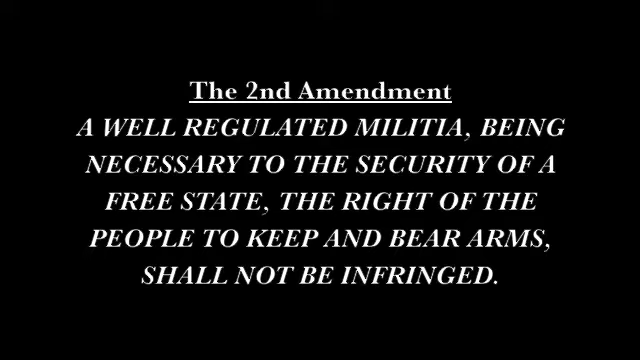 The 2nd Amendment
A WELL REGULATED MILITIA, BEING
NECESSARY TO THE SECURITY OF A
FREE STATE, THE RIGHT OF THE
PEOPLE TO KEEP AND BEAR ARMS,
SHALL NOT BE INFRINGED.